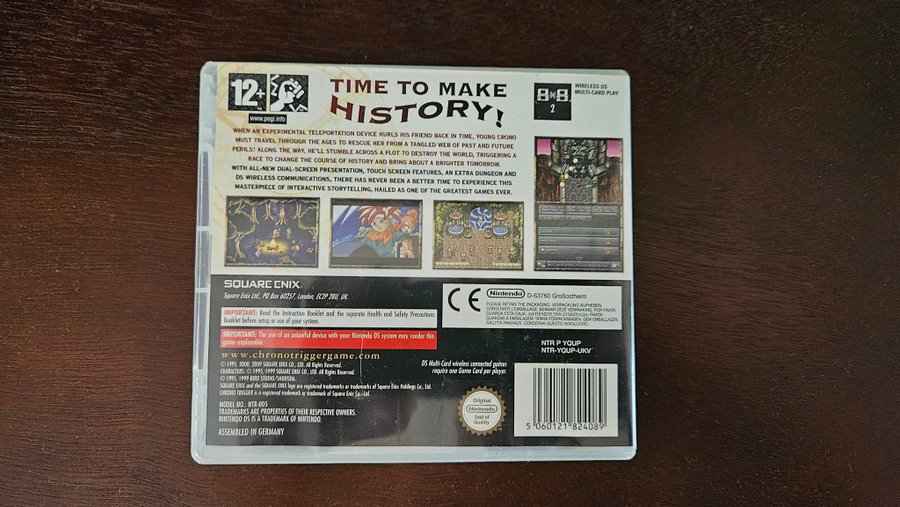 12+
www.pegi.info
TIME TO MAKE
HISTORY!
8 8
2
WIRELESS DS
MULTI-CARD PLAY
WHEN AN EXPERIMENTAL TELEPORTATION DEVICE HURLS HIS FRIEND BACK IN TIME, YOUNG CRONO
MUST TRAVEL THROUGH THE AGES TO RESCUE HER FROM A TANGLED WEB OF PAST AND FUTURE
PERILS! ALONG THE WAY, HE'LL STUMBLE ACROSS A PLOT TO DESTROY THE WORLD, TRIGGERING A
RACE TO CHANGE THE COURSE OF HISTORY AND BRING ABOUT A BRIGHTER TOMORROW.
WITH ALL-NEW DUAL-SCREEN PRESENTATION, TOUCH SCREEN FEATURES, AN EXTRA DUNGEON AND
DS WIRELESS COMMUNICATIONS, THERE HAS NEVER BEEN A BETTER TIME TO EXPERIENCE THIS
MASTERPIECE OF INTERACTIVE STORYTELLING, HAILED AS ONE OF THE GREATEST GAMES EVER.
SQUARE ENIX
Square Enix Ltd., PO Box 60257, London, EC2P 2BU, UK.
IMPORTANT: Read the Instruction Booklet and the separate Health and Safety Precautions
Booklet before setup or use of your system.
IMPORTANT: The use of an unlawful device with your Nintendo DS system may render this
game unplayable.
www.chronotriggergame.com
© 1995, 2008, 2009 SQUARE ENIX CO., LTD. All Rights Reserved.
CHARACTERS: © 1995, 1999 SQUARE ENIX CO., LTD. All Rights Reserved.
© 1995, 1999 BIRD STUDIO/SHUEISHA.
SQUARE ENIX and the SQUARE ENIX logo are registered trademarks or trademarks of Square Enix Holdings Co., Ltd.
CHRONO TRIGGER is a registered trademark or trademark of Square Enix Co., Ltd.
MODEL NO.: NTR-005
TRADEMARKS ARE PROPERTIES OF THEIR RESPECTIVE OWNERS.
NINTENDO DS IS A TRADEMARK OF NINTENDO.
ASSEMBLED IN GERMANY
CE
Nintendo D-63760 Großostheim
PLEASE RETAIN THE PACKAGING. VERPACKUNG AUFHEBEN.
NTR P YQUP
NTR-YQUP-UKV
DS Multi-Card wireless connected games
require one Game Card per player
Original
Nintendo
Seal of
Quality
5 060121 824089